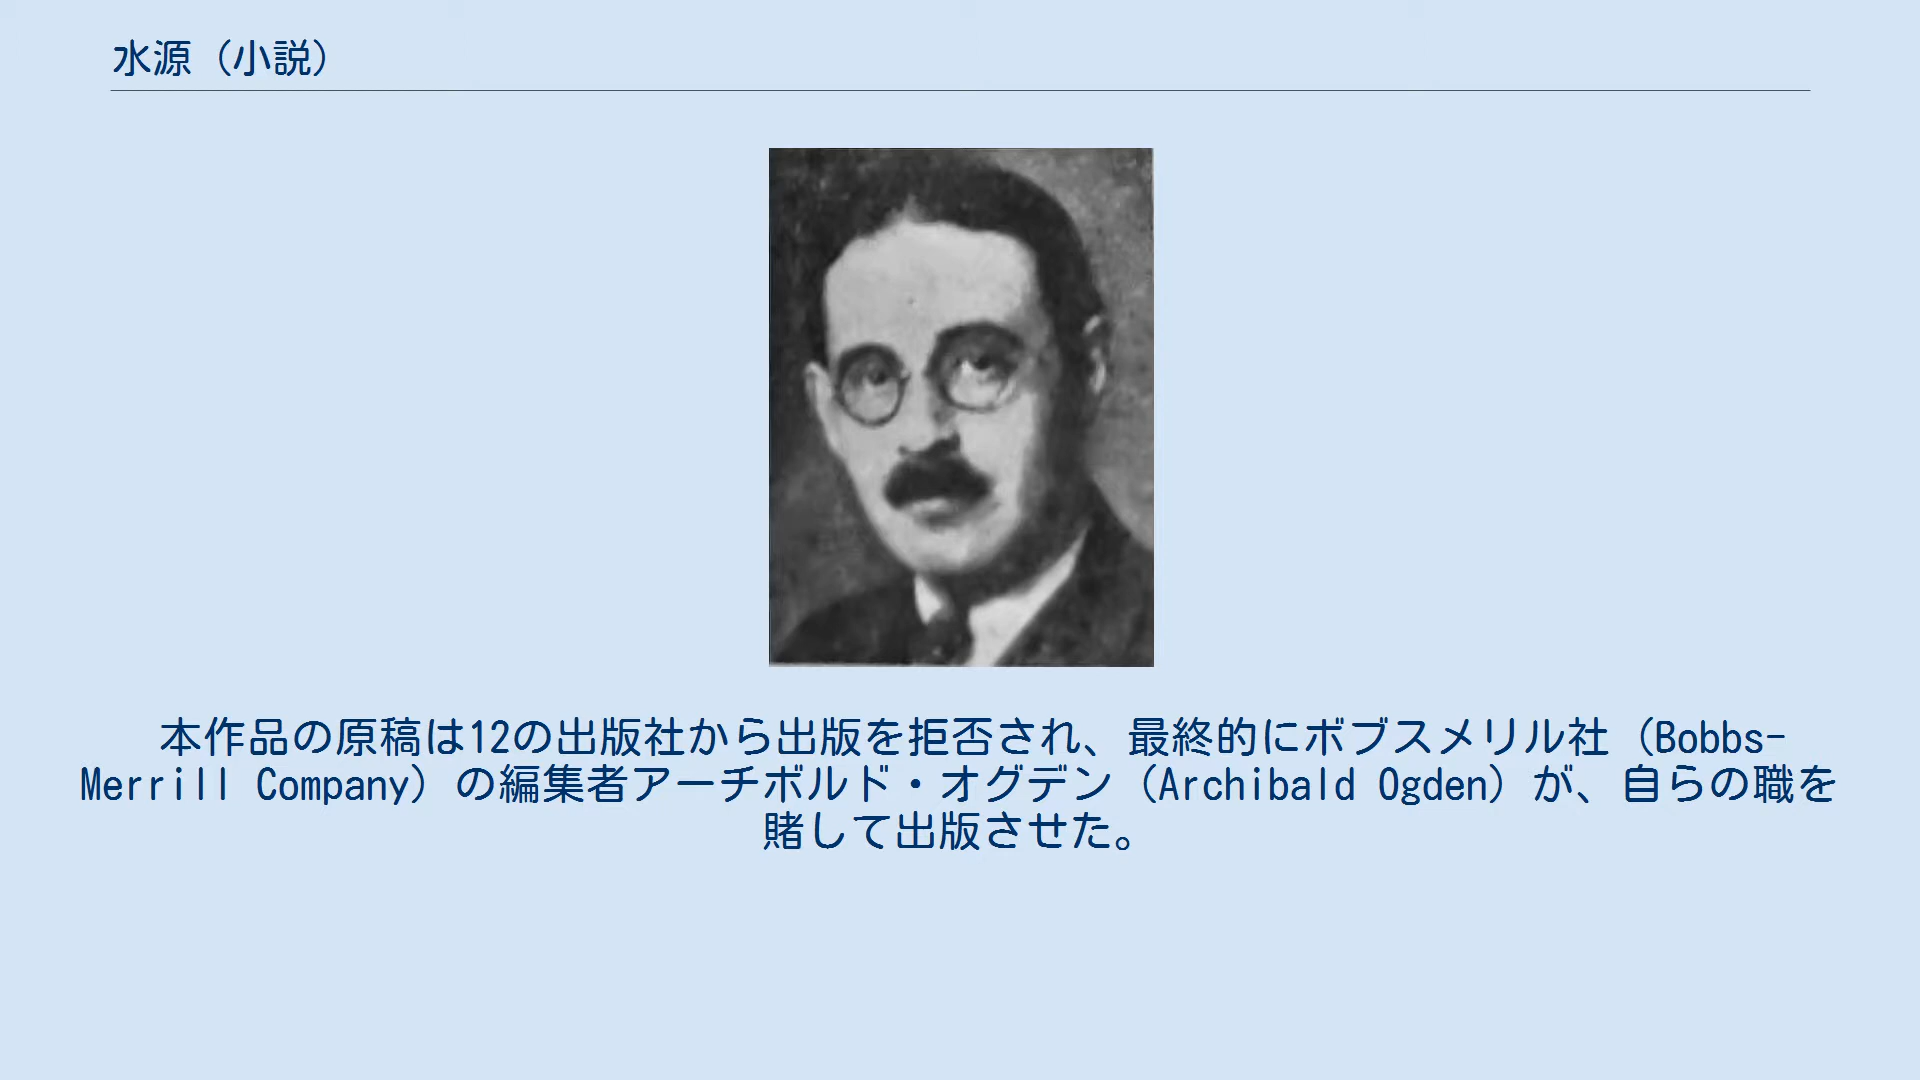 水源（小説）
本作品の原稿は12の出版社から出版を拒否され、最終的にボブスメリル社（Bobbs-
Merrill Company）の編集者アーチボルド・オグデン（Archibald Ogden）が、自らの職を
賭して出版させた。